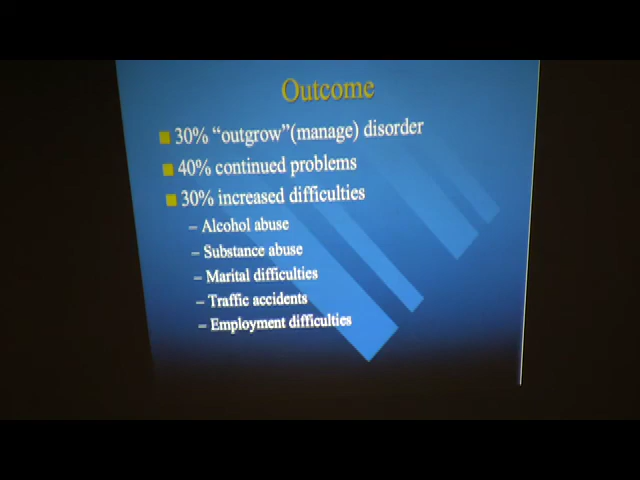 Outcome
30% “outgrow”(manage) disorder
40% continued problems
30% increased difficulties
– Alcohol abuse
– Substance abuse
– Marital difficulties
– Traffic accidents
– Employment difficulties